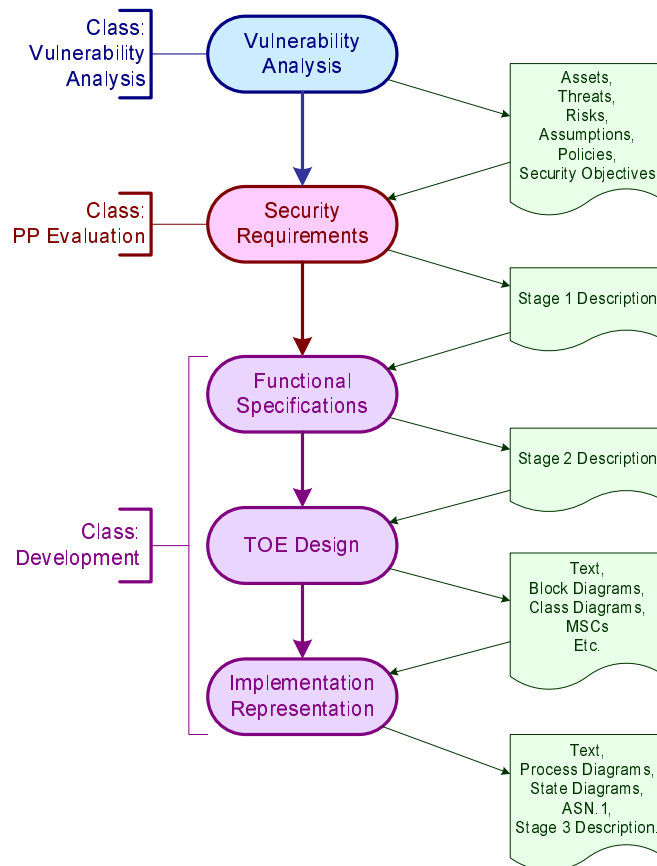 Class:
Vulnerability
Analysis
Vulnerability
Analysis
Assets,
Threats,
Risks,
Assumptions,
Policies,
Security Objectives
Class:
PP Evaluation
Security
Requirements
Stage 1 Description
Functional
Specifications
Stage 2 Description
Class:
Development
TOE Design
Text,
Block Diagrams,
Class Diagrams,
MSCs
Etc.
Implementation
Representation
Text,
Process Diagrams,
State Diagrams,
ASN.1,
Stage 3 Description.